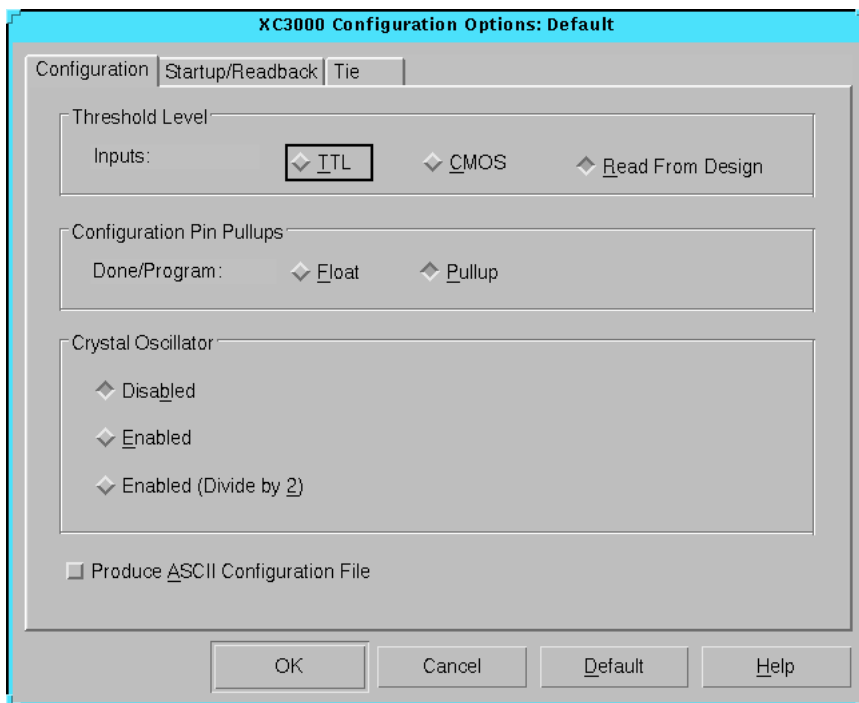 XC3000 Configuration Options: Default
Configuration Startup/Readback Tie
Threshold Level
Inputs: TTL CMOS Read From Design
Configuration Pin Pullups
Done/Program: Float Pullup
Crystal Oscillator
Disabled
Enabled
Enabled (Divide by 2)
Produce ASCII Configuration File
OK Cancel Default Help